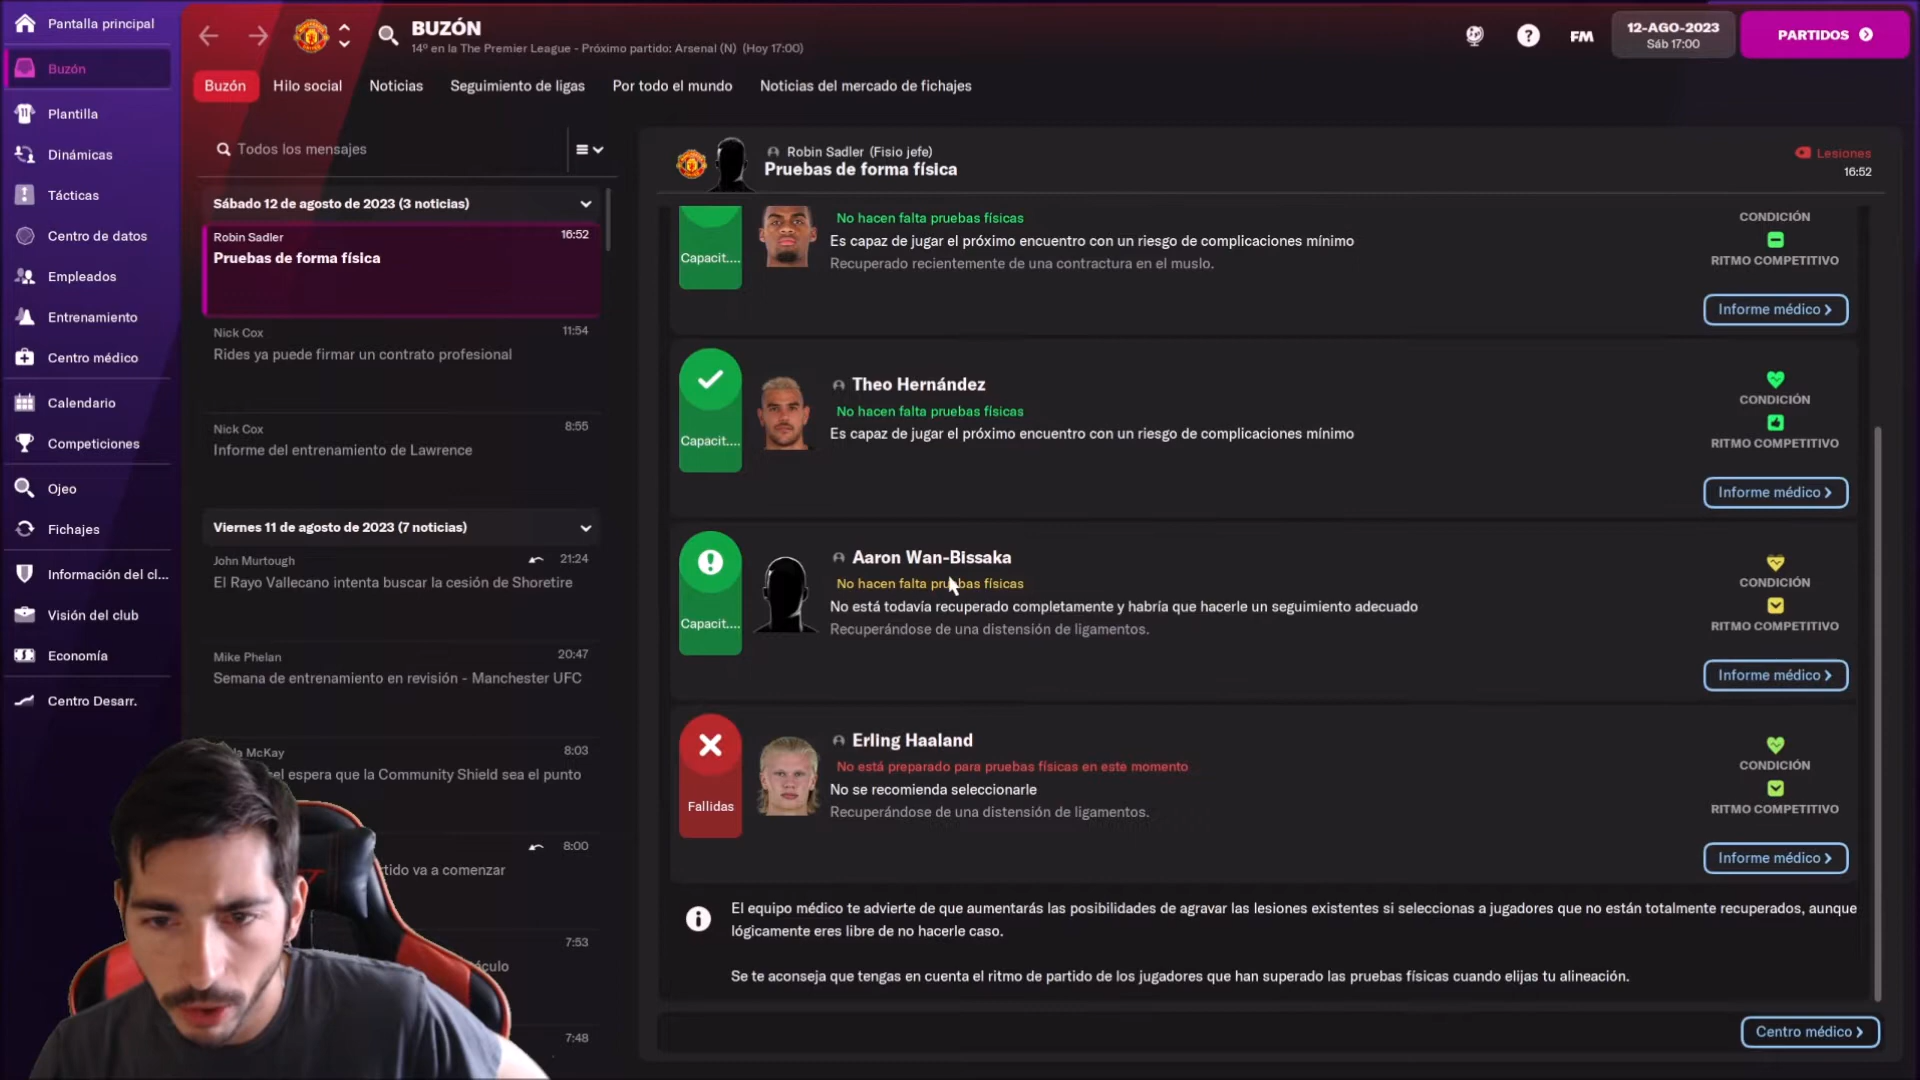 Pantalla principal
Buzón
Plantilla
Dinámicas
Tácticas
Centro de datos
Empleados
Entrenamiento
Centro médico
Calendario
Competiciones
Ojeo
Fichajes
Información del cl...
Visión del club
Economía
Centro Desarr.
BUZÓN
14º en la The Premier League - Próximo partido: Arsenal (N) (Hoy 17:00)
FM
12-AGO-2023
Sáb 17:00
PARTIDOS
Buzón
Hilo social
Noticias
Seguimiento de ligas
Por todo el mundo
Noticias del mercado de fichajes
Todos los mensajes
Sábado 12 de agosto de 2023 (3 noticias)
Robin Sadler 16:52
Pruebas de forma física
Nick Cox 11:54
Rides ya puede firmar un contrato profesional
Nick Cox 8:55
Informe del entrenamiento de Lawrence
Viernes 11 de agosto de 2023 (7 noticias)
John Murtough 21:24
El Rayo Vallecano intenta buscar la cesión de Shoretire
Mike Phelan 20:47
Semana de entrenamiento en revisión - Manchester UFC
McKay 8:03
espera que la Community Shield sea el punto
8:00
va a comenzar
7:53
7:48
Robin Sadler (Fisio jefe)
Pruebas de forma física
Lesiones
16:52
Capacit....
No hacen falta pruebas físicas
Es capaz de jugar el próximo encuentro con un riesgo de complicaciones mínimo
Recuperado recientemente de una contractura en el muslo.
CONDICIÓN
RITMO COMPETITIVO
Informe médico
Capacit....
Theo Hernández
No hacen falta pruebas físicas
Es capaz de jugar el próximo encuentro con un riesgo de complicaciones mínimo
CONDICIÓN
RITMO COMPETITIVO
Informe médico
Capacit....
Aaron Wan-Bissaka
No hacen falta pruebas físicas
No está todavía recuperado completamente y habría que hacerle un seguimiento adecuado
Recuperándose de una distensión de ligamentos.
CONDICIÓN
RITMO COMPETITIVO
Informe médico
Fallidas
Erling Haaland
No está preparado para pruebas físicas en este momento
No se recomienda seleccionarle
Recuperándose de una distensión de ligamentos.
CONDICIÓN
RITMO COMPETITIVO
Informe médico
El equipo médico te advierte de que aumentarás las posibilidades de agravar las lesiones existentes si seleccionas a jugadores que no están totalmente recuperados, aunque
lógicamente eres libre de no hacerle caso.
Se te aconseja que tengas en cuenta el ritmo de partido de los jugadores que han superado las pruebas físicas cuando elijas tu alineación.
Centro médico